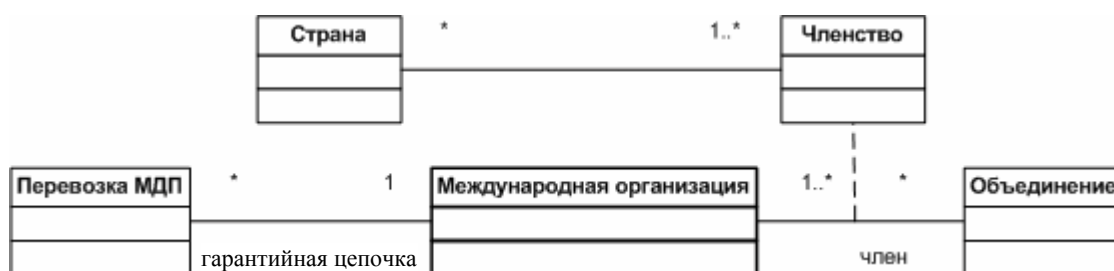 Страна * 1..* Членство
Перевозка МДП * 1 Международная организация 1..* * Объединение
гарантийная цепочка член